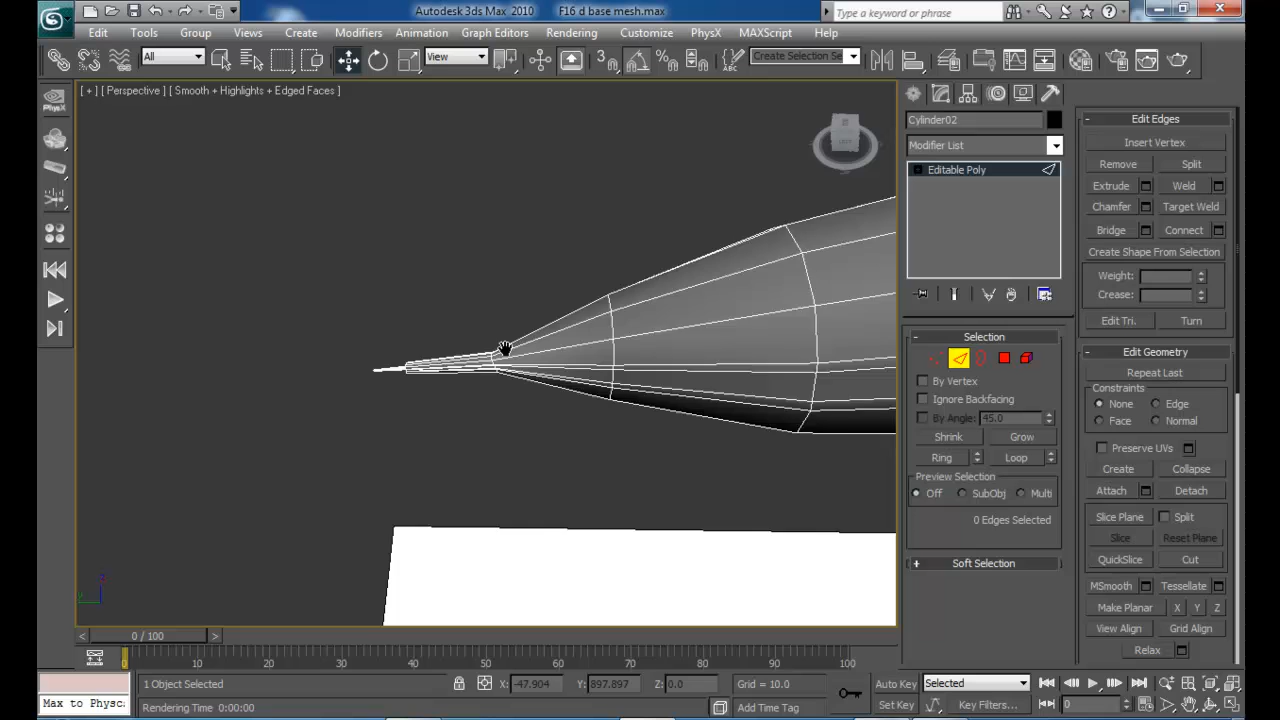 Autodesk 3ds Max 2010 F16 d base mesh.max
Type a keyword or phrase
Edit Tools Group Views Create Modifiers Animation Graph Editors Rendering Customize PhysX MAXScript Help
All
View
3
Create Selection Se
[ + ] [ Perspective ] [ Smooth + Highlights + Edged Faces ]
PhysX
Cylinder02
Modifier List
Editable Poly
Selection
By Vertex
Ignore Backfacing
By Angle: 45.0
Shrink Grow
Ring Loop
Preview Selection
Off SubObj Multi
0 Edges Selected
Soft Selection
Edit Edges
Insert Vertex
Remove Split
Extrude Weld
Chamfer Target Weld
Bridge Connect
Create Shape From Selection
Weight:
Crease:
Edit Tri. Turn
Edit Geometry
Repeat Last
Constraints
None Edge
Face Normal
Preserve UVs
Create Collapse
Attach Detach
Slice Plane Split
Slice Reset Plane
QuickSlice Cut
MSmooth Tessellate
Make Planar X Y Z
View Align Grid Align
Relax
0 / 100
0 10 20 30 40 50 60 70 80 90 100
Max to Physc
1 Object Selected
X: -47.904 Y: 897.897 Z: 0.0
Grid = 10.0
Auto Key Selected
Rendering Time 0:00:00
Add Time Tag
Set Key Key Filters...
0